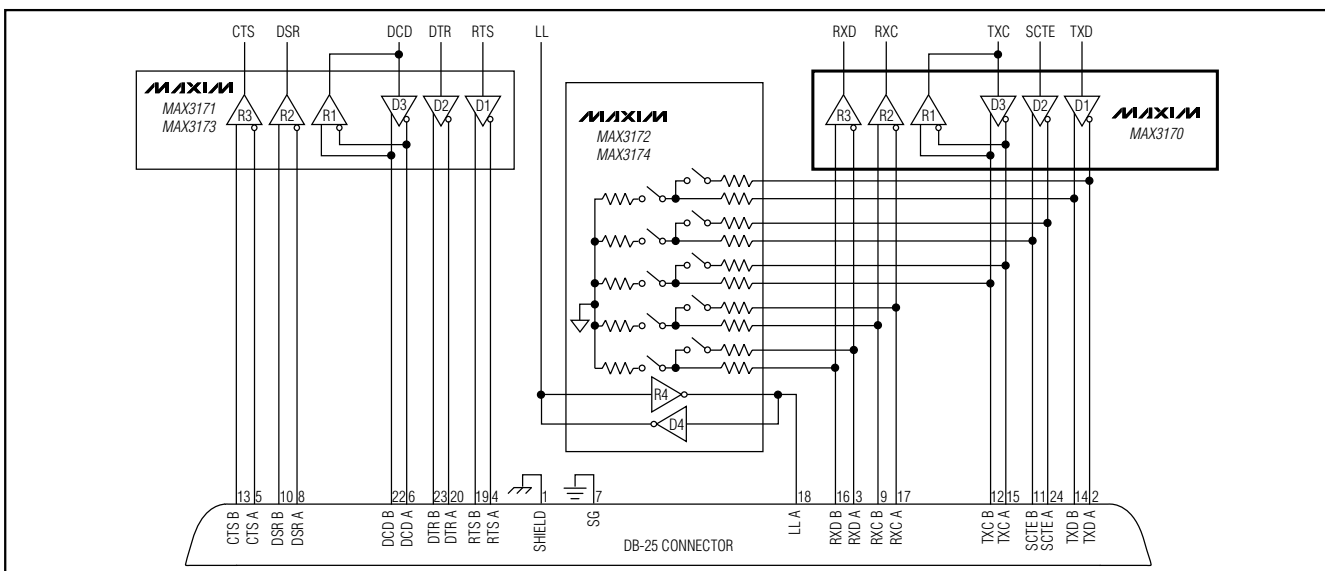 CTS DSR DCD DTR RTS LL RXD RXC TXC SCTE TXD
MAXIM
MAX3171
MAX3173
R3 R2 R1 D3 D2 D1
MAXIM
MAX3172
MAX3174
R3 R2 R1 D3 D2 D1
MAXIM
MAX3170
R4
D4
13 5 10 8 22 6 23 20 19 4 1 7 18 16 3 9 17 12 15 11 24 14 2
CTS B
CTS A
DSR B
DSR A
DCD B
DCD A
DTR B
DTR A
RTS B
RTS A
SHIELD
SG
LL A
RXD B
RXD A
RXC B
RXC A
TXC B
TXC A
SCTE B
SCTE A
TXD B
TXD A
DB-25 CONNECTOR